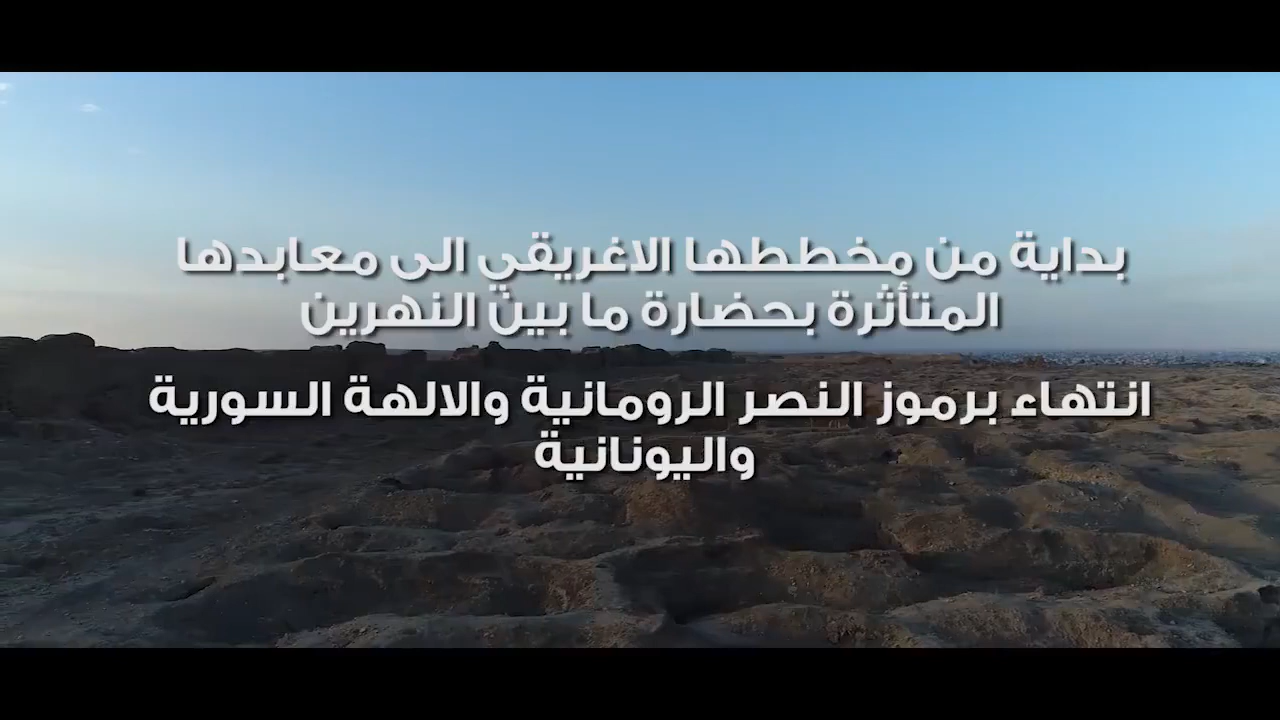 بداية من مخططها الاغريقي الى معابدها
المتأثرة بحضارة ما بين النهرين
انتهاء برموز النصر الرومانية والالهة السورية
واليونانية